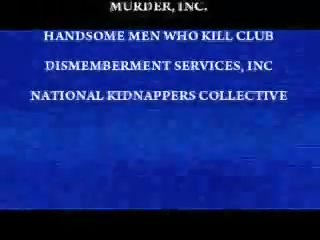 MURDER, INC.
HANDSOME MEN WHO KILL CLUB
DISMEMBERMENT SERVICES, INC
NATIONAL KIDNAPPERS COLLECTIVE